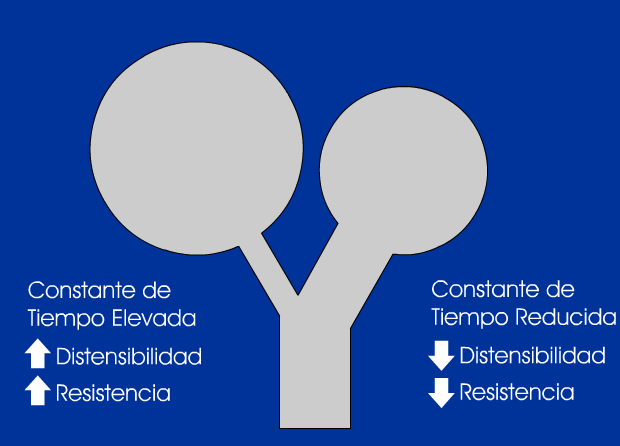 Constante de
Tiempo Elevada
Distensibilidad
Resistencia
Constante de
Tiempo Reducida
Distensibilidad
Resistencia